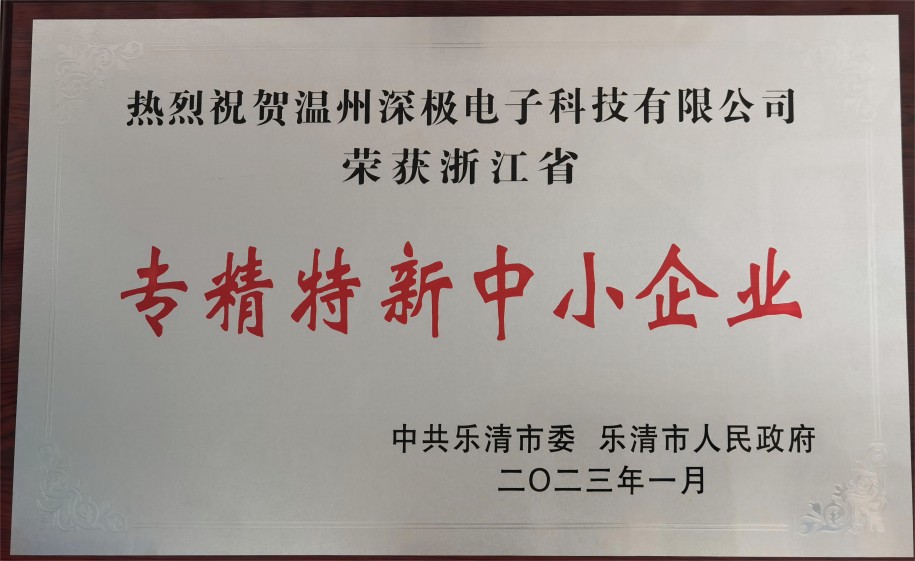 热烈祝贺温州深极电子科技有限公司
荣获浙江省
专精特新中小企业
中共乐清市委 乐清市人民政府
二〇二三年一月